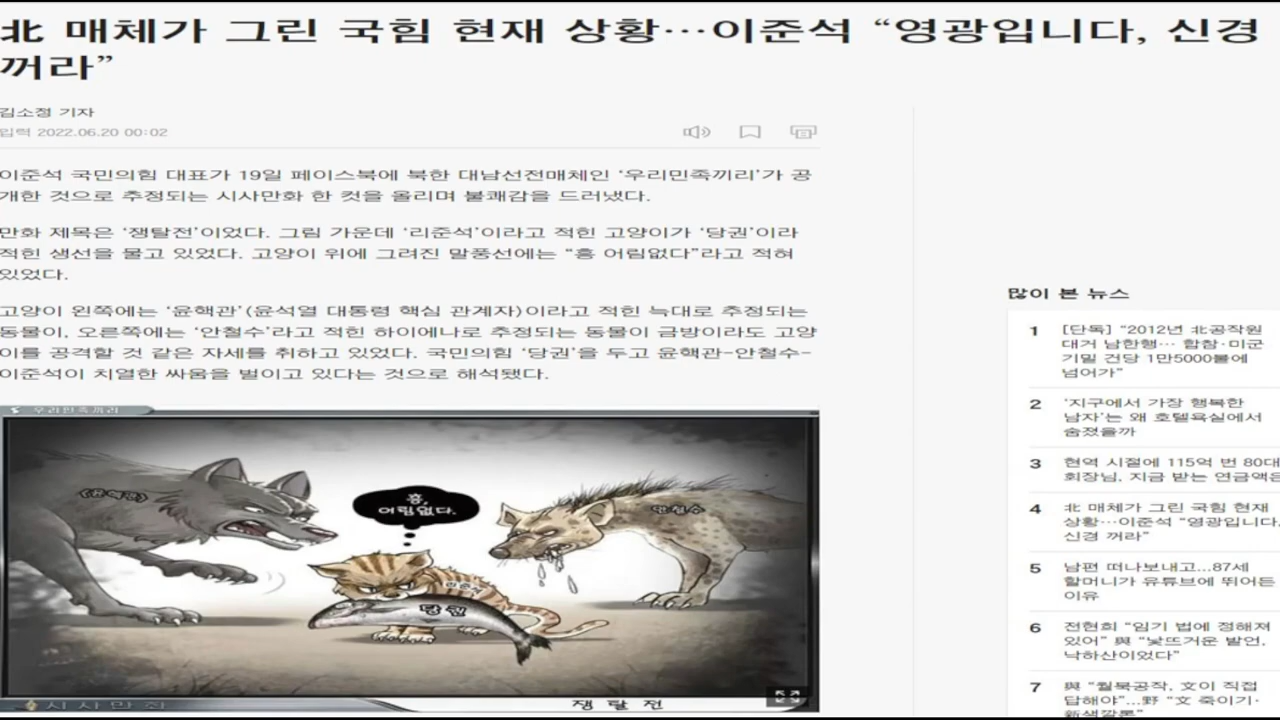 北 매체가 그린 국힘 현재 상황…이준석 “영광입니다, 신경
꺼라”
김소정 기자
입력 2022.06.20 00:02
이준석 국민의힘 대표가 19일 페이스북에 북한 대남선전매체인 ‘우리민족끼리’가 공
개한 것으로 추정되는 시사만화 한 컷을 올리며 불쾌감을 드러냈다.
만화 제목은 ‘쟁탈전’이었다. 그림 가운데 ‘리준석’이라고 적힌 고양이가 ‘당권’이라
적힌 생선을 물고 있었다. 고양이 위에 그려진 말풍선에는 “흥 어림없다”라고 적혀
있었다.
고양이 왼쪽에는 ‘윤핵관’(윤석열 대통령 핵심 관계자)이라고 적힌 늑대로 추정되는
동물이, 오른쪽에는 ‘안철수’라고 적힌 하이에나로 추정되는 동물이 금방이라도 고양
이를 공격할 것 같은 자세를 취하고 있었다. 국민의힘 ‘당권’을 두고 윤핵관-안철수-
이준석이 치열한 싸움을 벌이고 있다는 것으로 해석됐다.
우리민족끼리
《윤핵관》
흥,
어림없다.
안철수
리준석
당권
시사만화
쟁탈전
많이 본 뉴스
1 [단독] “2012년 北공작원
대거 남한행… 합참·미군
기밀 건당 1만5000불에
넘어가”
2 ‘지구에서 가장 행복한
남자’는 왜 호텔욕실에서
숨졌을까
3 현역 시절에 115억 번 80대
회장님, 지금 받는 연금액은
4 北 매체가 그린 국힘 현재
상황…이준석 “영광입니다,
신경 꺼라”
5 남편 떠나보내고...87세
할머니가 유튜브에 뛰어든
이유
6 전현희 “임기 법에 정해져
있어” 與 “낯뜨거운 발언,
낙하산이었다”
7 與 “월북공작, 文이 직접
답해야”...野 “文 죽이기·
新색깔론”